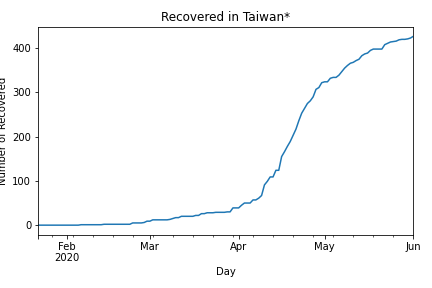 Recovered in Taiwan*
Number of Recovered
400
300
200
100
0
Feb
2020
Mar
Apr
May
Jun
Day